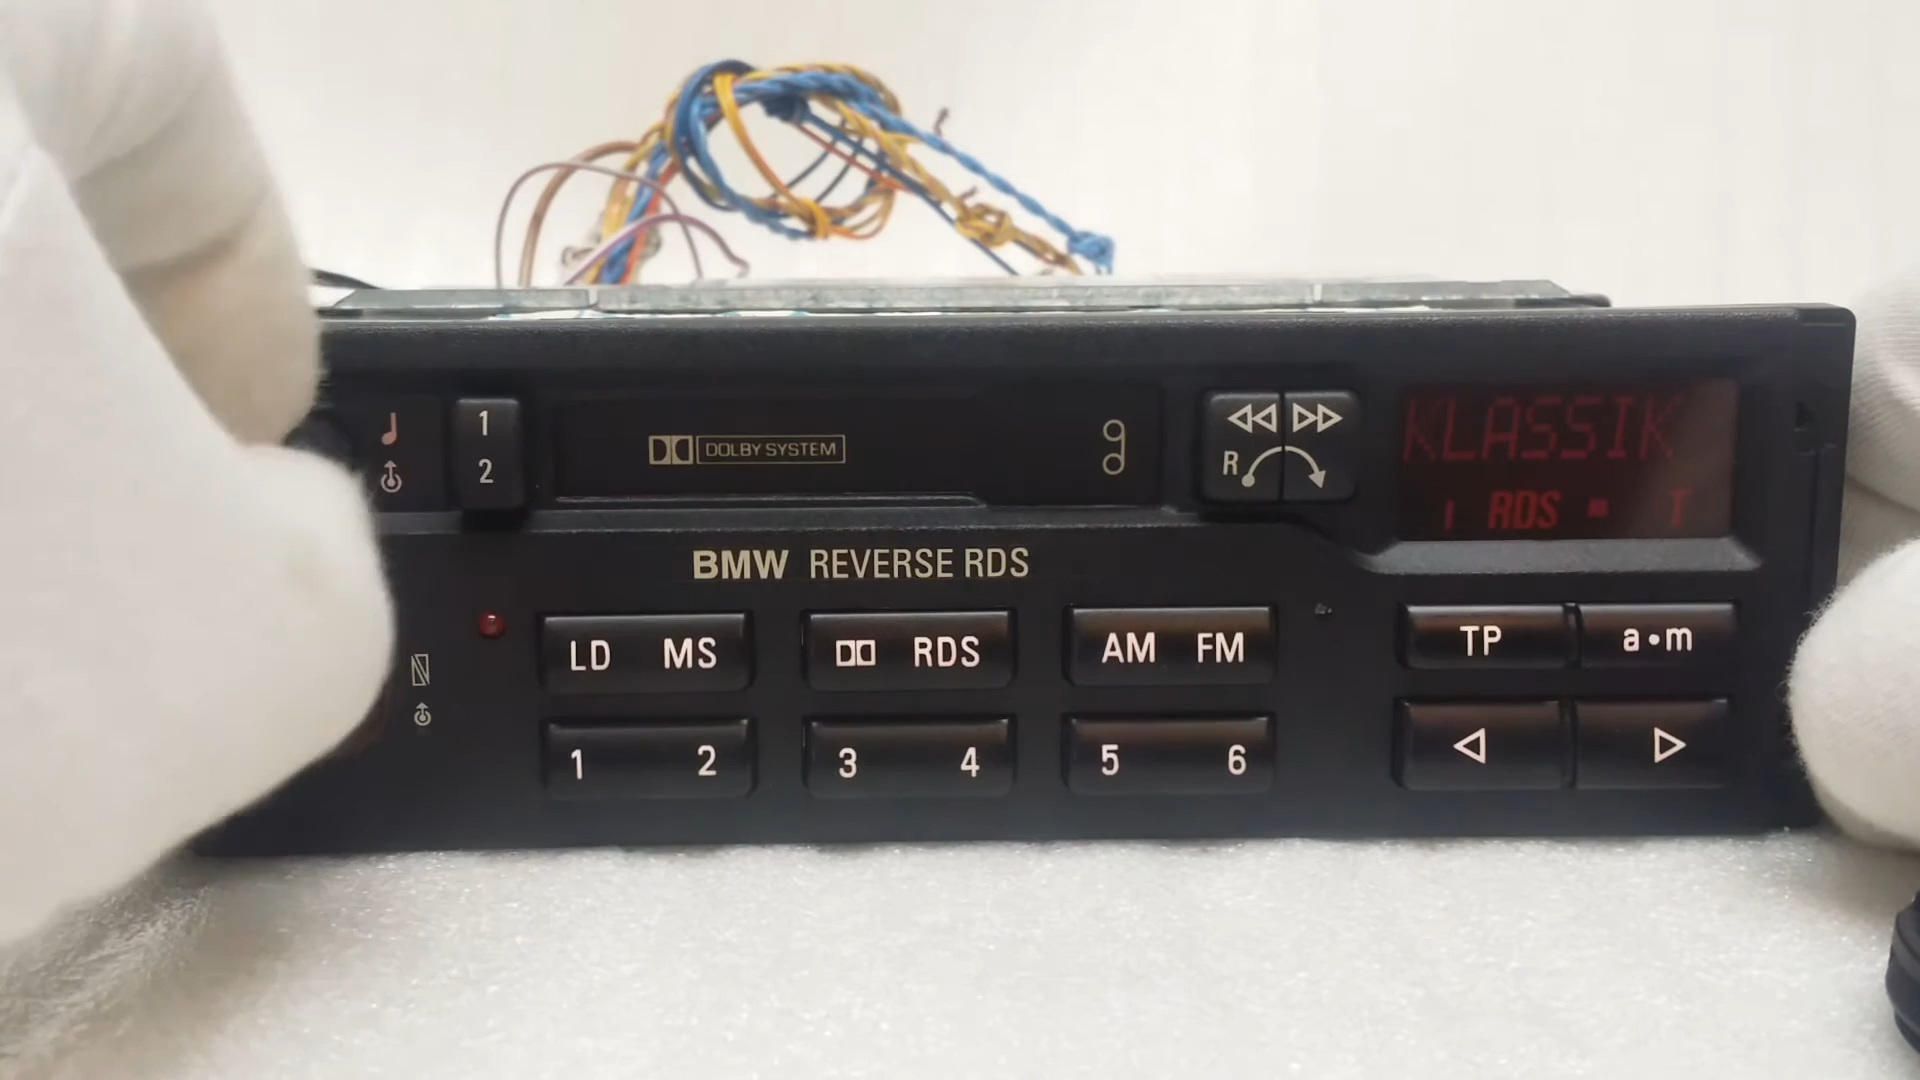 1
2
DOLBY SYSTEM
R
KLASSIK
I RDS T
BMW REVERSE RDS
LD MS
RDS
AM FM
TP
a•m
1 2
3 4
5 6